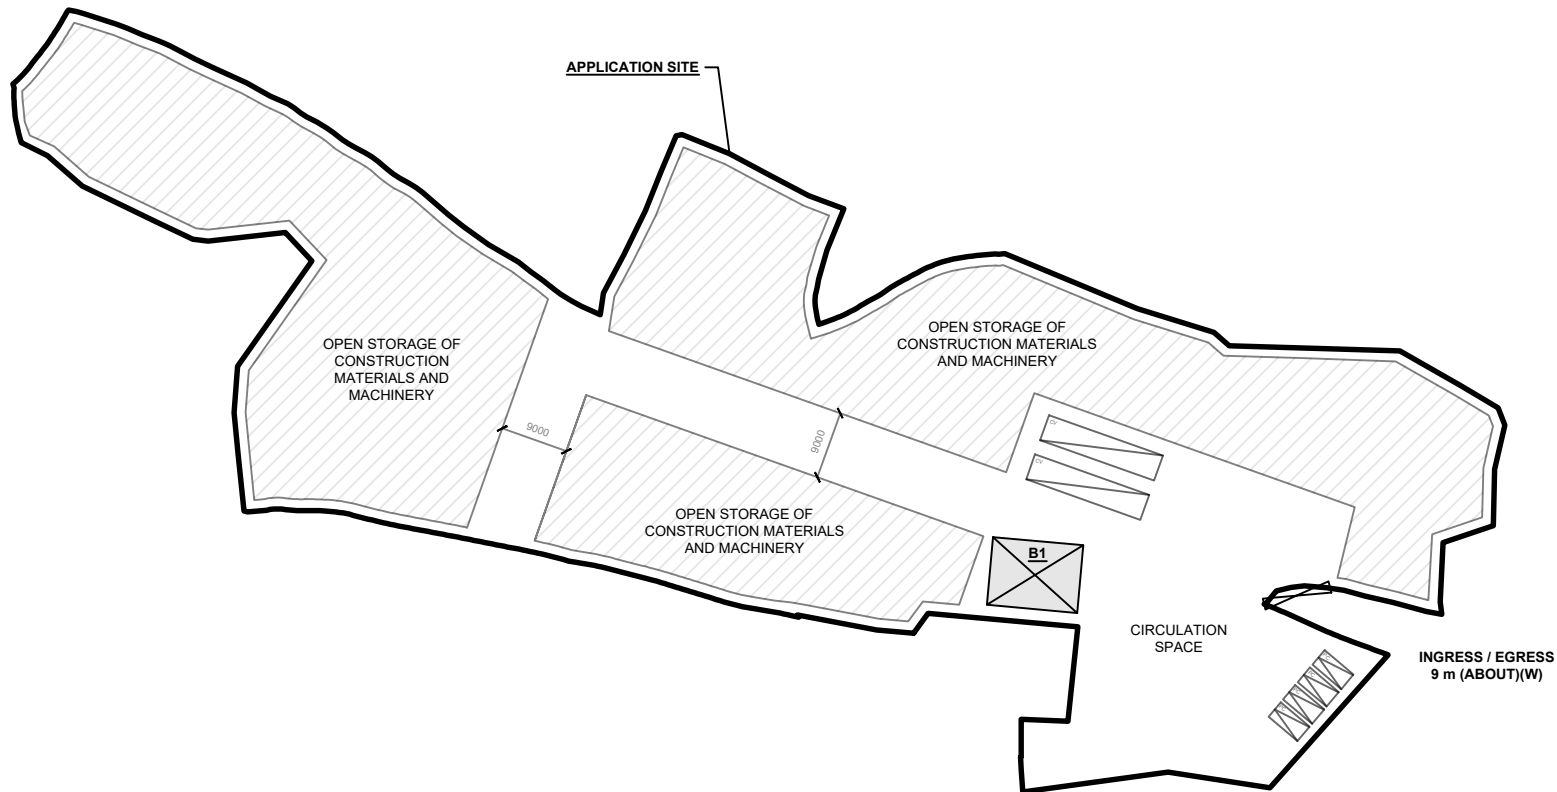 APPLICATION SITE
OPEN STORAGE OF
CONSTRUCTION MATERIALS
AND MACHINERY
OPEN STORAGE OF
CONSTRUCTION
MATERIALS AND
MACHINERY
9000
9000
OPEN STORAGE OF
CONSTRUCTION MATERIALS
AND MACHINERY
B1
CIRCULATION
SPACE
INGRESS / EGRESS
9 m (ABOUT)(W)